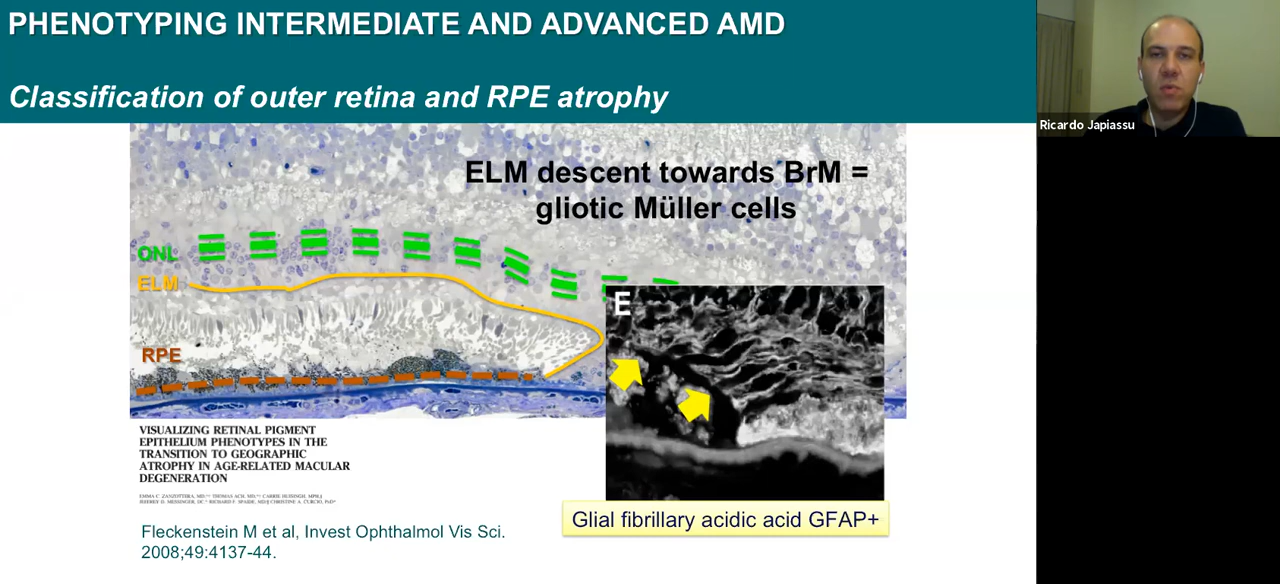 PHENOTYPING INTERMEDIATE AND ADVANCED AMD
Classification of outer retina and RPE atrophy
Ricardo Japiassu
ELM descent towards BrM =
gliotic Müller cells
ONL
ELM
RPE
E
VISUALIZING RETINAL PIGMENT
EPITHELIUM PHENOTYPES IN THE
TRANSITION TO GEOGRAPHIC
ATROPHY IN AGE-RELATED MACULAR
DEGENERATION
Glial fibrillary acidic acid GFAP+
Fleckenstein M et al, Invest Ophthalmol Vis Sci.
2008;49:4137-44.